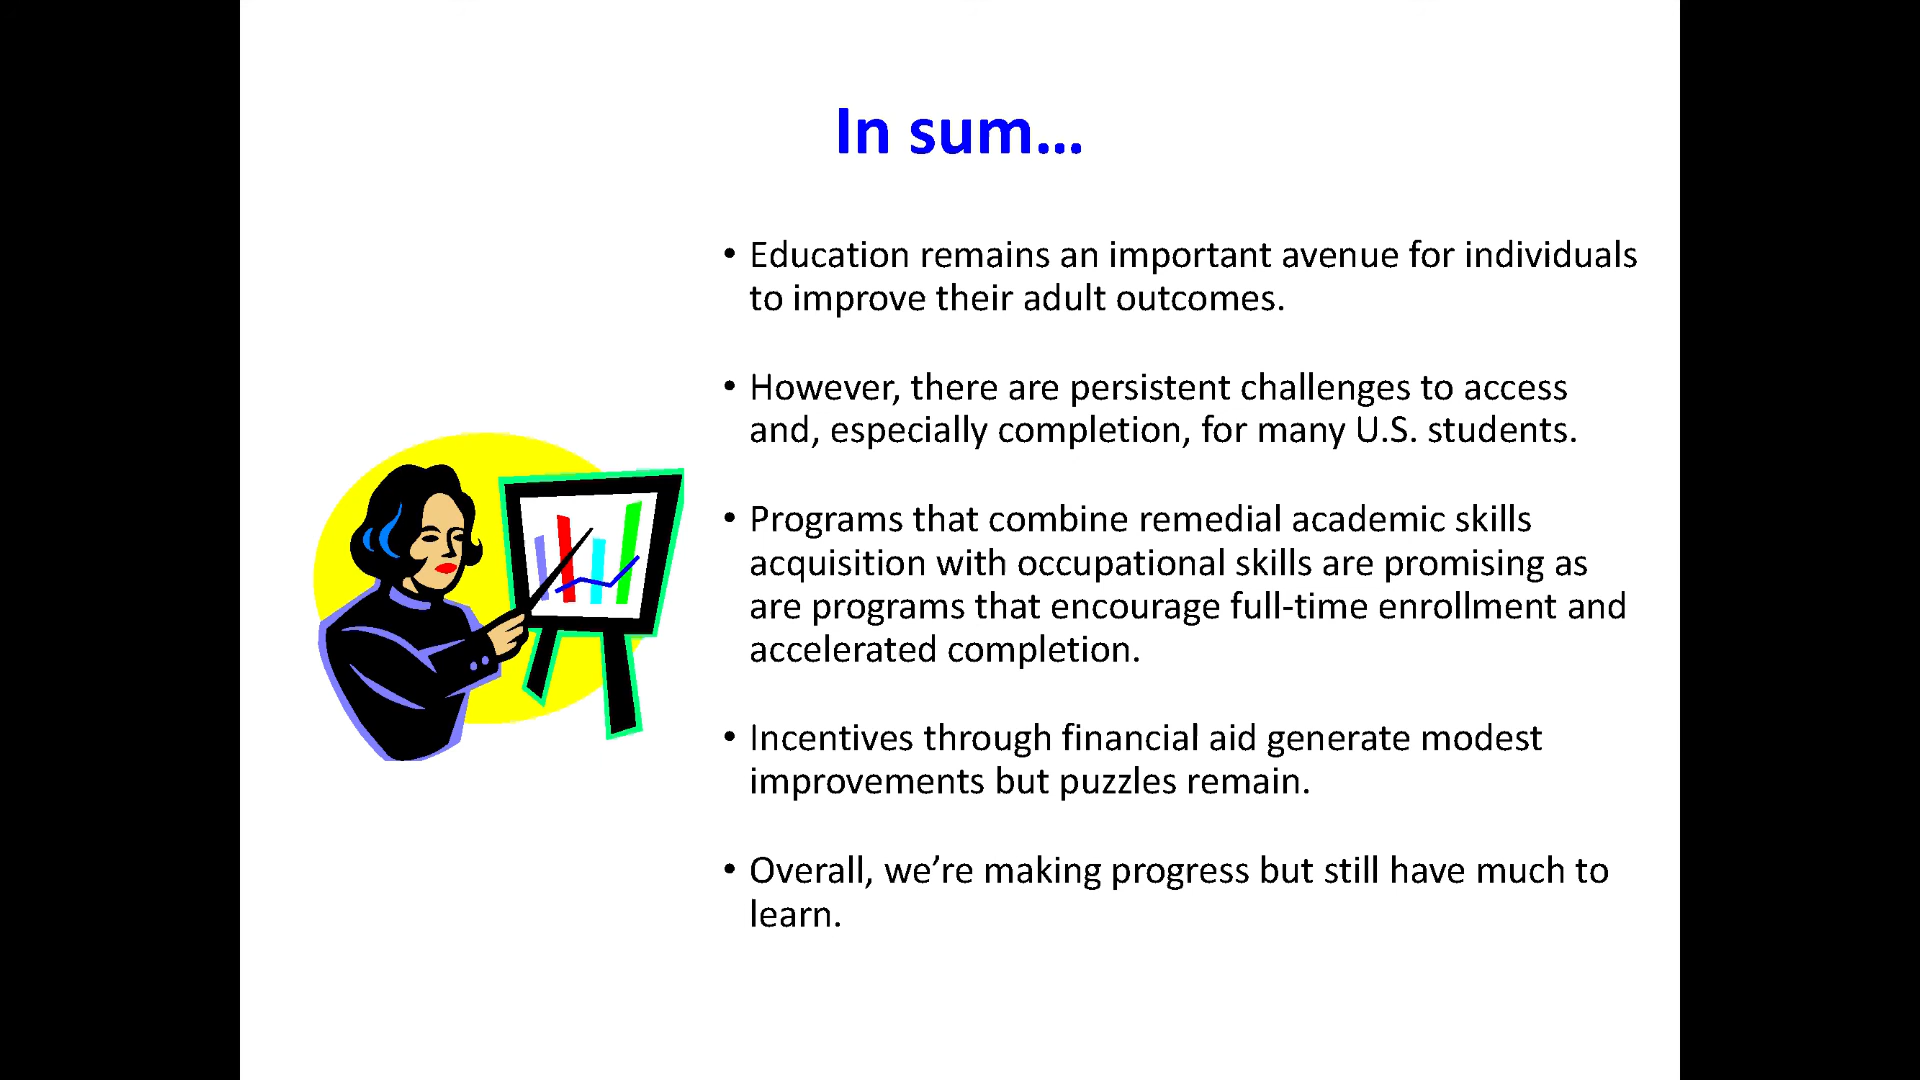 In sum...
• Education remains an important avenue for individuals
to improve their adult outcomes.
• However, there are persistent challenges to access
and, especially completion, for many U.S. students.
• Programs that combine remedial academic skills
acquisition with occupational skills are promising as
are programs that encourage full-time enrollment and
accelerated completion.
• Incentives through financial aid generate modest
improvements but puzzles remain.
• Overall, we’re making progress but still have much to
learn.